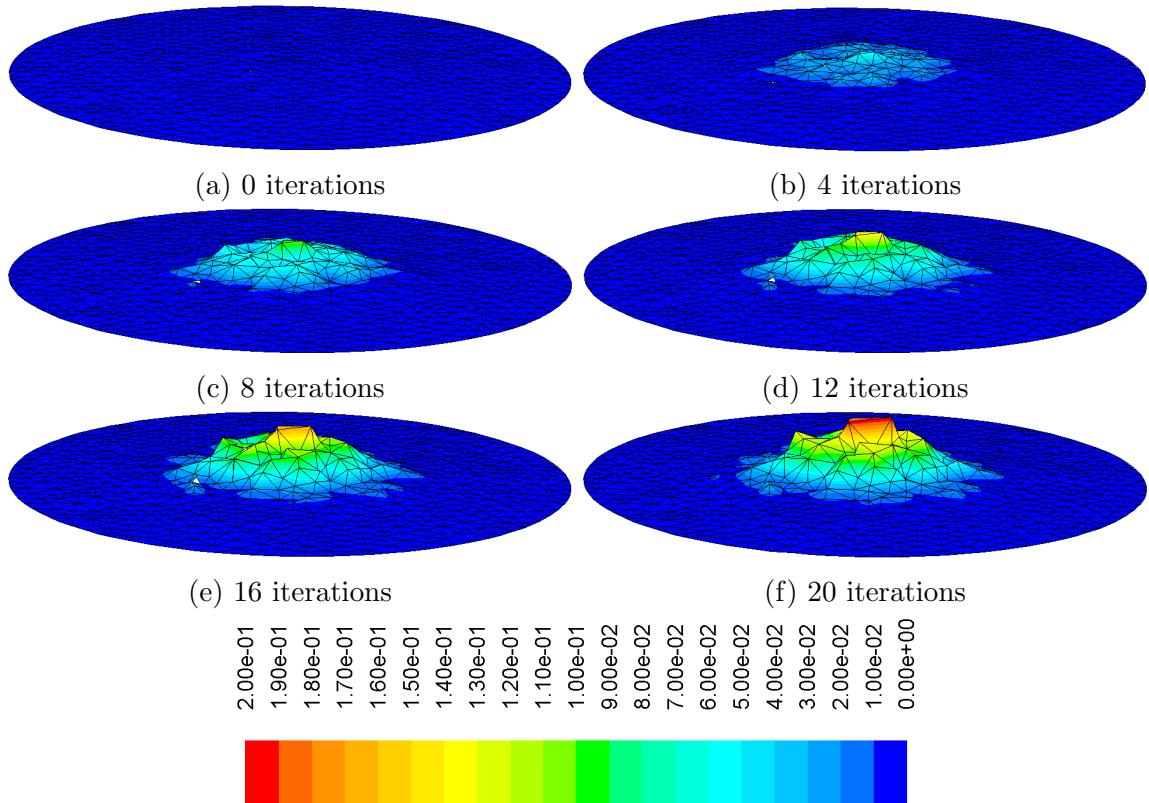 (a) 0 iterations
(b) 4 iterations
(c) 8 iterations
(d) 12 iterations
(e) 16 iterations
(f) 20 iterations
2.00e-01
1.90e-01
1.80e-01
1.70e-01
1.60e-01
1.50e-01
1.40e-01
1.30e-01
1.20e-01
1.10e-01
1.00e-01
9.00e-02
8.00e-02
7.00e-02
6.00e-02
5.00e-02
4.00e-02
3.00e-02
2.00e-02
1.00e-02
0.00e+00